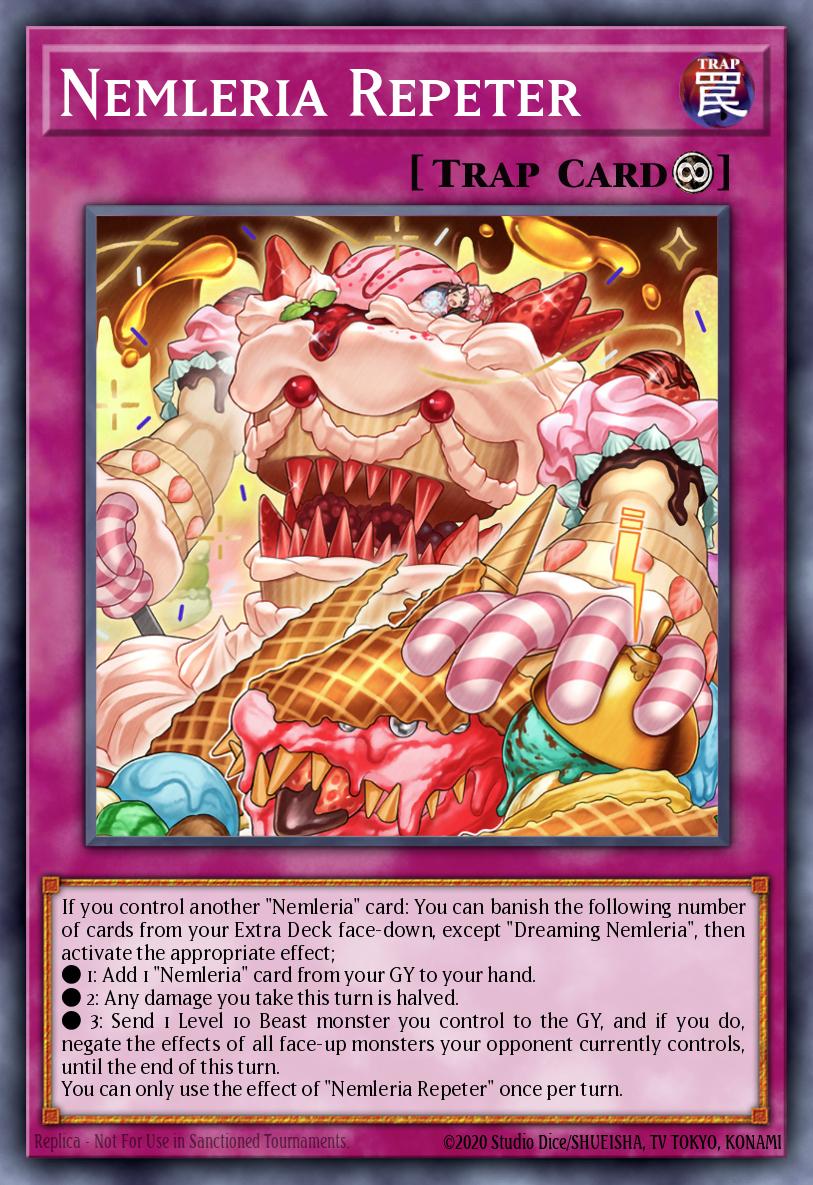 NEMLERIA REPETER
TRAP
罠
[TRAP CARD∞]
If you control another "Nemleria" card: You can banish the following number
of cards from your Extra Deck face-down, except "Dreaming Nemleria", then
activate the appropriate effect;
● 1: Add 1 "Nemleria" card from your GY to your hand.
● 2: Any damage you take this turn is halved.
● 3: Send 1 Level 10 Beast monster you control to the GY, and if you do,
negate the effects of all face-up monsters your opponent currently controls,
until the end of this turn.
You can only use the effect of "Nemleria Repeter" once per turn.
Replica - Not For Use in Sanctioned Tournaments.
©2020 Studio Dice/SHUEISHA, TV TOKYO, KONAMI